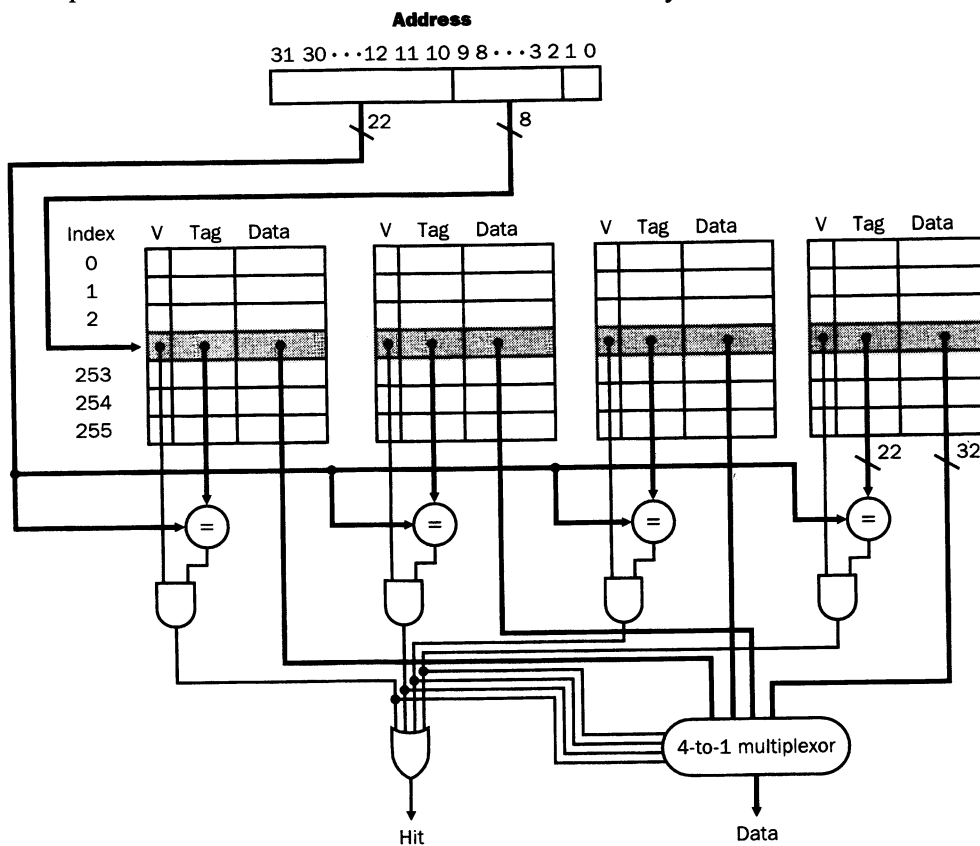 Address
31 30 · · · 12 11 10 9 8 · · · 3 2 1 0
22
8
Index
V Tag Data
V Tag Data
V Tag Data
V Tag Data
0
1
2
253
254
255
22
32
=
=
=
=
4-to-1 multiplexor
Hit
Data